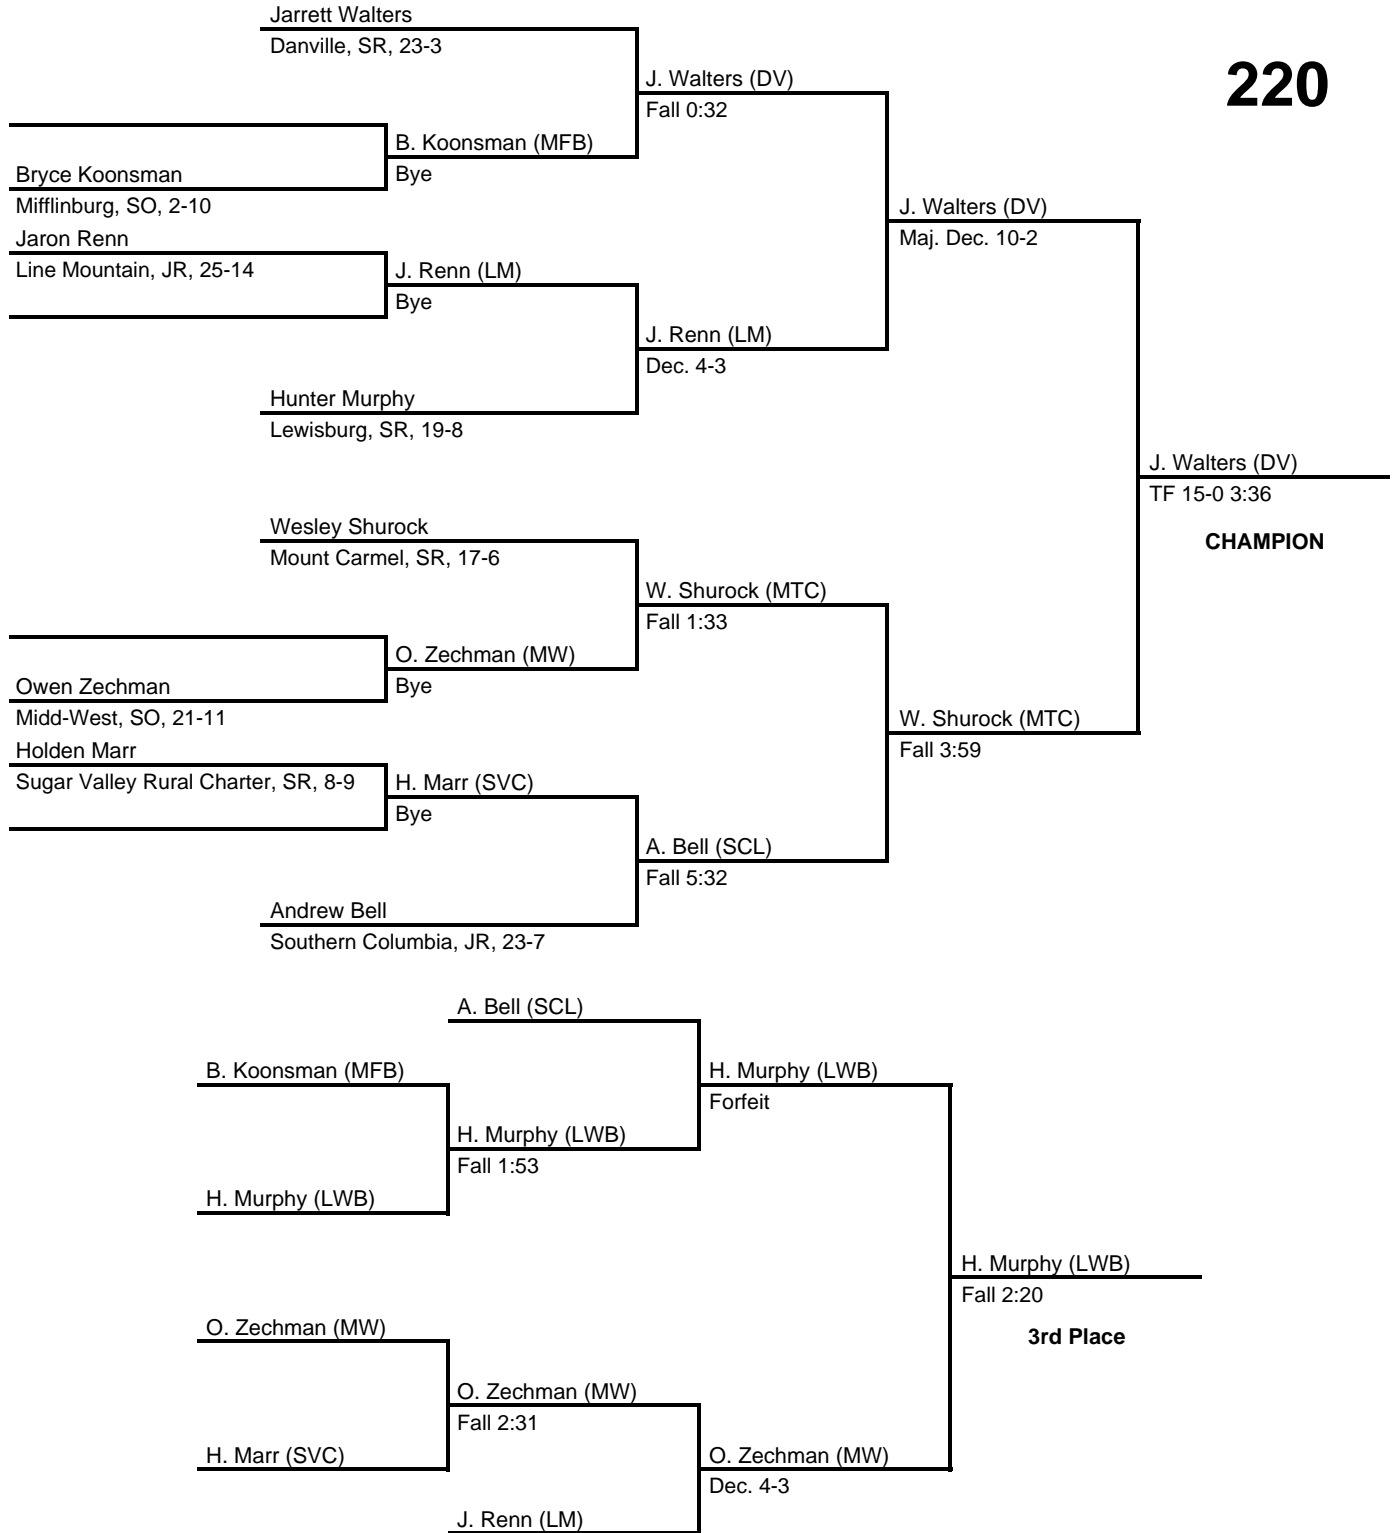 Jarrett Walters
Danville, SR, 23-3
220
J. Walters (DV)
Fall 0:32
B. Koonsman (MFB)
Bye
Bryce Koonsman
Mifflinburg, SO, 2-10
J. Walters (DV)
Maj. Dec. 10-2
Jaron Renn
Line Mountain, JR, 25-14
J. Renn (LM)
Bye
J. Renn (LM)
Dec. 4-3
Hunter Murphy
Lewisburg, SR, 19-8
J. Walters (DV)
TF 15-0 3:36
CHAMPION
Wesley Shurock
Mount Carmel, SR, 17-6
W. Shurock (MTC)
Fall 1:33
O. Zechman (MW)
Bye
Owen Zechman
Midd-West, SO, 21-11
W. Shurock (MTC)
Fall 3:59
Holden Marr
Sugar Valley Rural Charter, SR, 8-9
H. Marr (SVC)
Bye
A. Bell (SCL)
Fall 5:32
Andrew Bell
Southern Columbia, JR, 23-7
A. Bell (SCL)
B. Koonsman (MFB)
H. Murphy (LWB)
Forfeit
H. Murphy (LWB)
Fall 1:53
H. Murphy (LWB)
H. Murphy (LWB)
Fall 2:20
3rd Place
O. Zechman (MW)
O. Zechman (MW)
Fall 2:31
H. Marr (SVC)
O. Zechman (MW)
Dec. 4-3
J. Renn (LM)